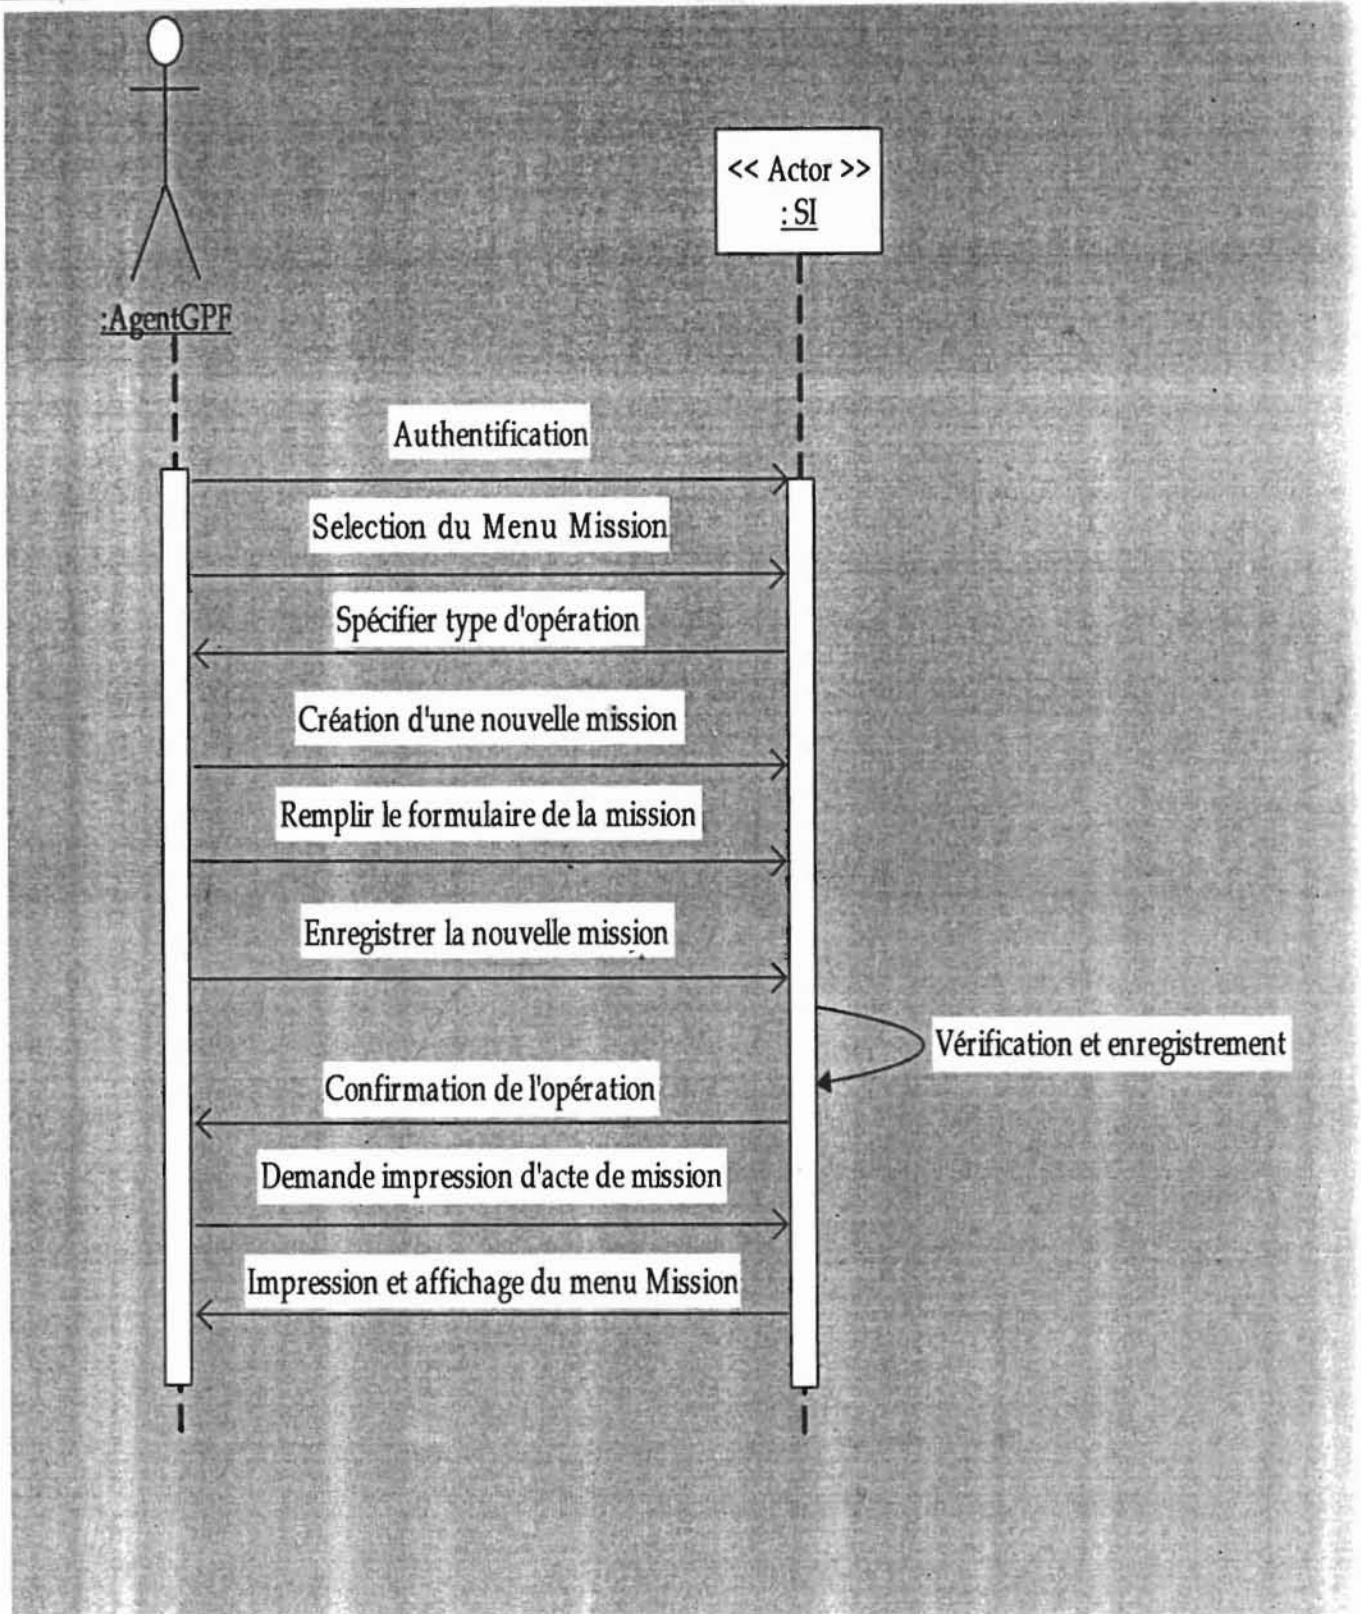 << Actor >>
: SI
:AgentGPF
Authentification
Selection du Menu Mission
Spécifier type d'opération
Création d'une nouvelle mission
Remplir le formulaire de la mission
Enregistrer la nouvelle mission
Vérification et enregistrement
Confirmation de l'opération
Demande impression d'acte de mission
Impression et affichage du menu Mission